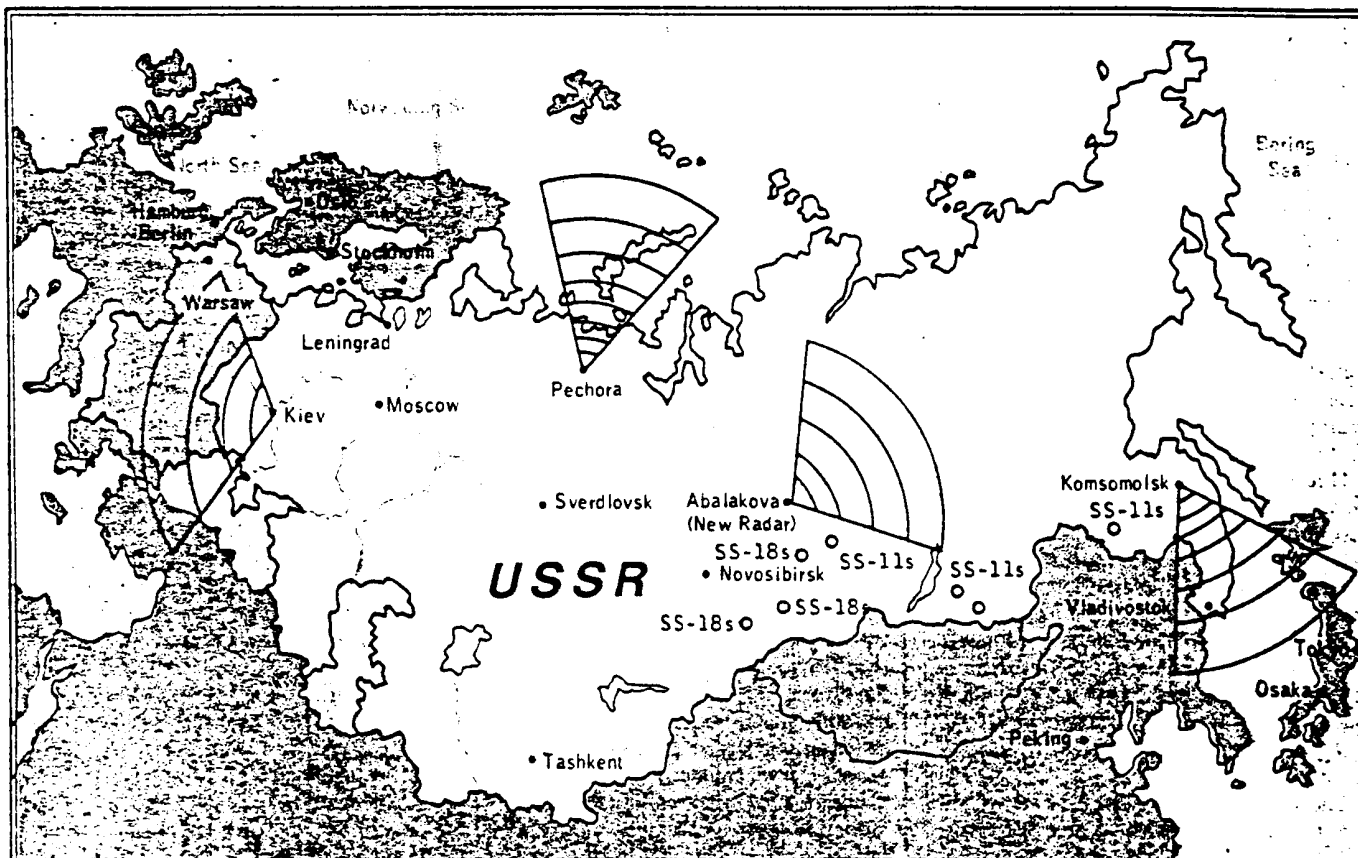 North Sea
Bering
Sea
Oslo
Hamburg
Berlin
Stockholm
Warsaw
Leningrad
Pechora
Kiev
Moscow
Komsomolsk
SS-11s
Sverdlovsk
Abalakova
(New Radar)
SS-18s
SS-11s
SS-11s
Novosibirsk
USSR
SS-18s
SS-18s
Vladivostok
Tokyo
Osaka
Peking
Tashkent